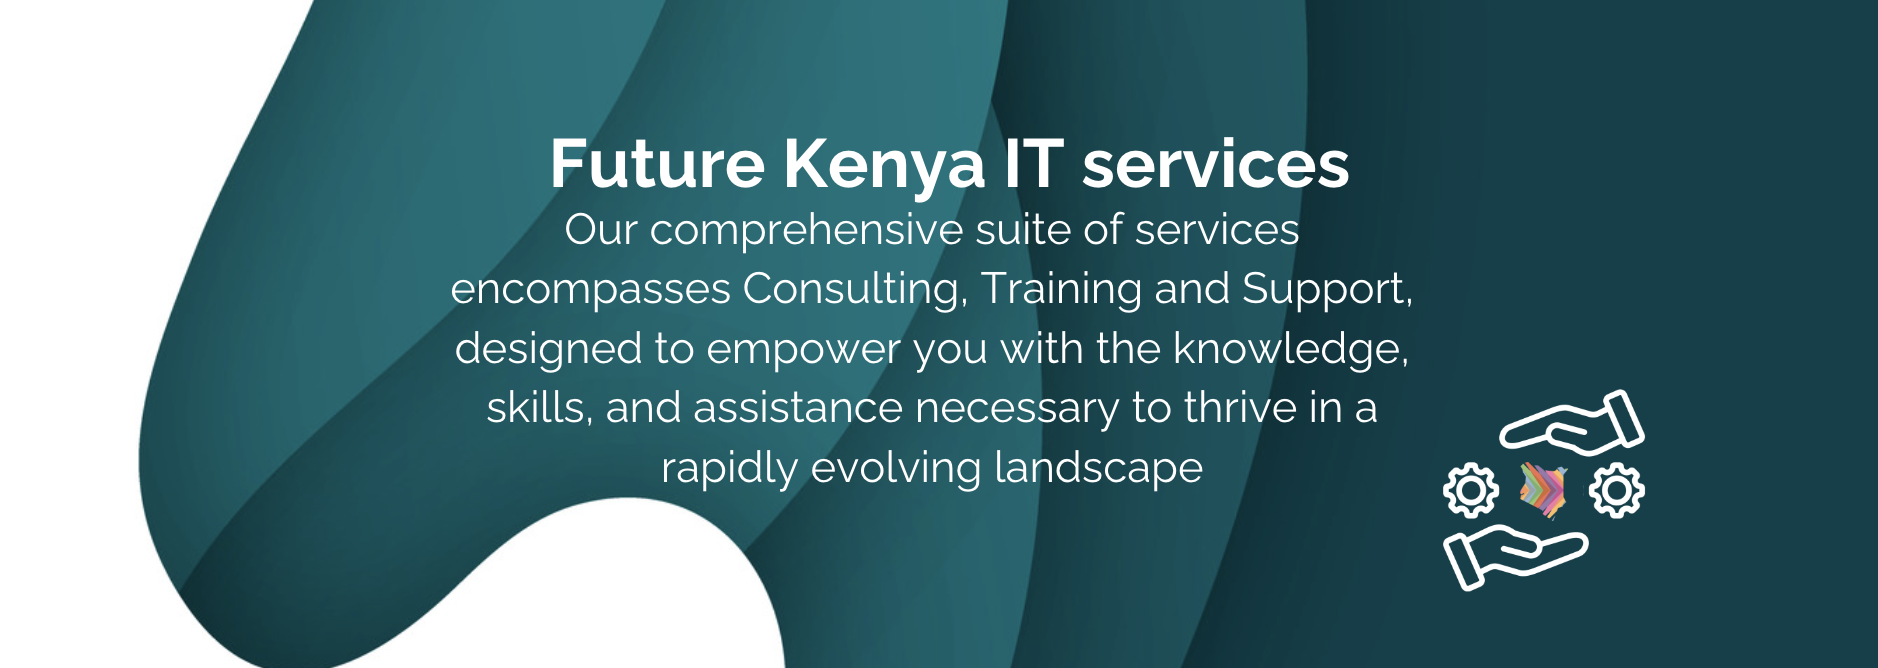 Future Kenya IT services
Our comprehensive suite of services
encompasses Consulting, Training and Support,
designed to empower you with the knowledge,
skills, and assistance necessary to thrive in a
rapidly evolving landscape